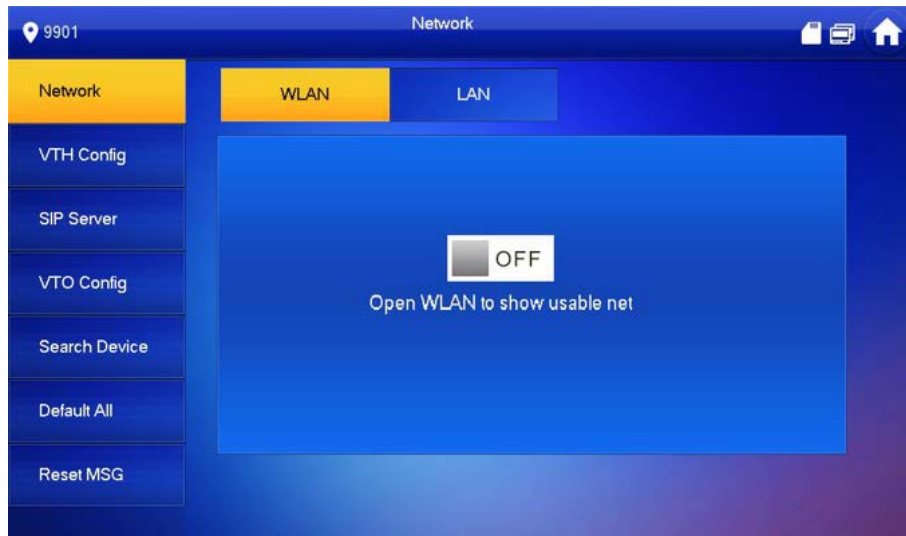 9901
Network
Network
WLAN
LAN
VTH Config
SIP Server
OFF
VTO Config
Open WLAN to show usable net
Search Device
Default All
Reset MSG